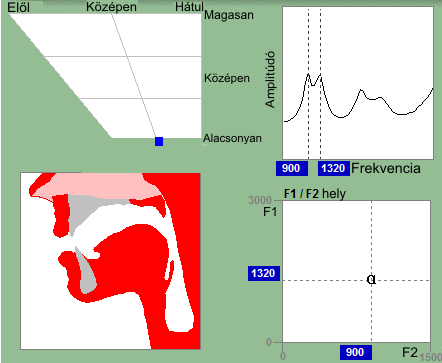 Elől Középen Hátul
Magasan
Középen
Alacsonyan
Amplitúdó
900 1320 Frekvencia
F1 / F2 hely
3000
F1
1320
ɑ
0
900 F2
0 1500